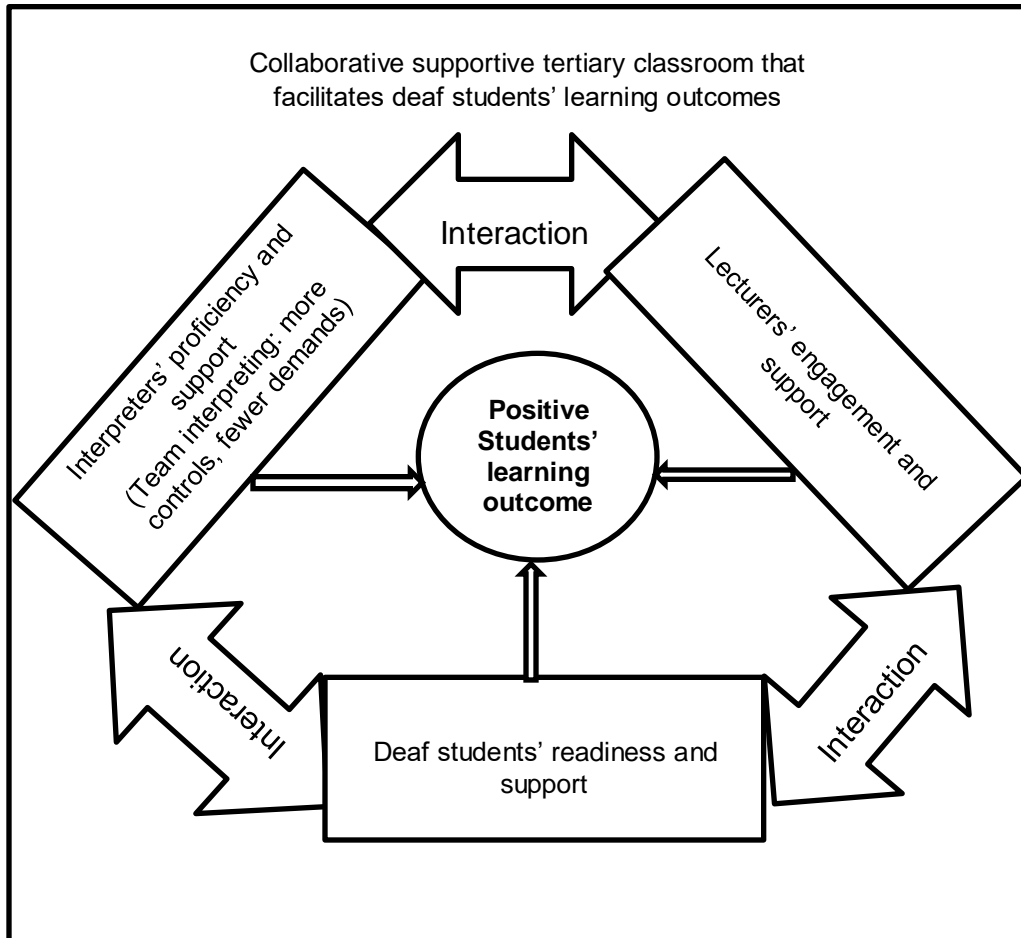 Collaborative supportive tertiary classroom that
facilitates deaf students’ learning outcomes
Interaction
Interpreters’ proficiency and
support
(Team interpreting: more
controls, fewer demands)
Lecturers’ engagement and
support
Positive
Students’
learning
outcome
Interaction
Interaction
Deaf students’ readiness and
support